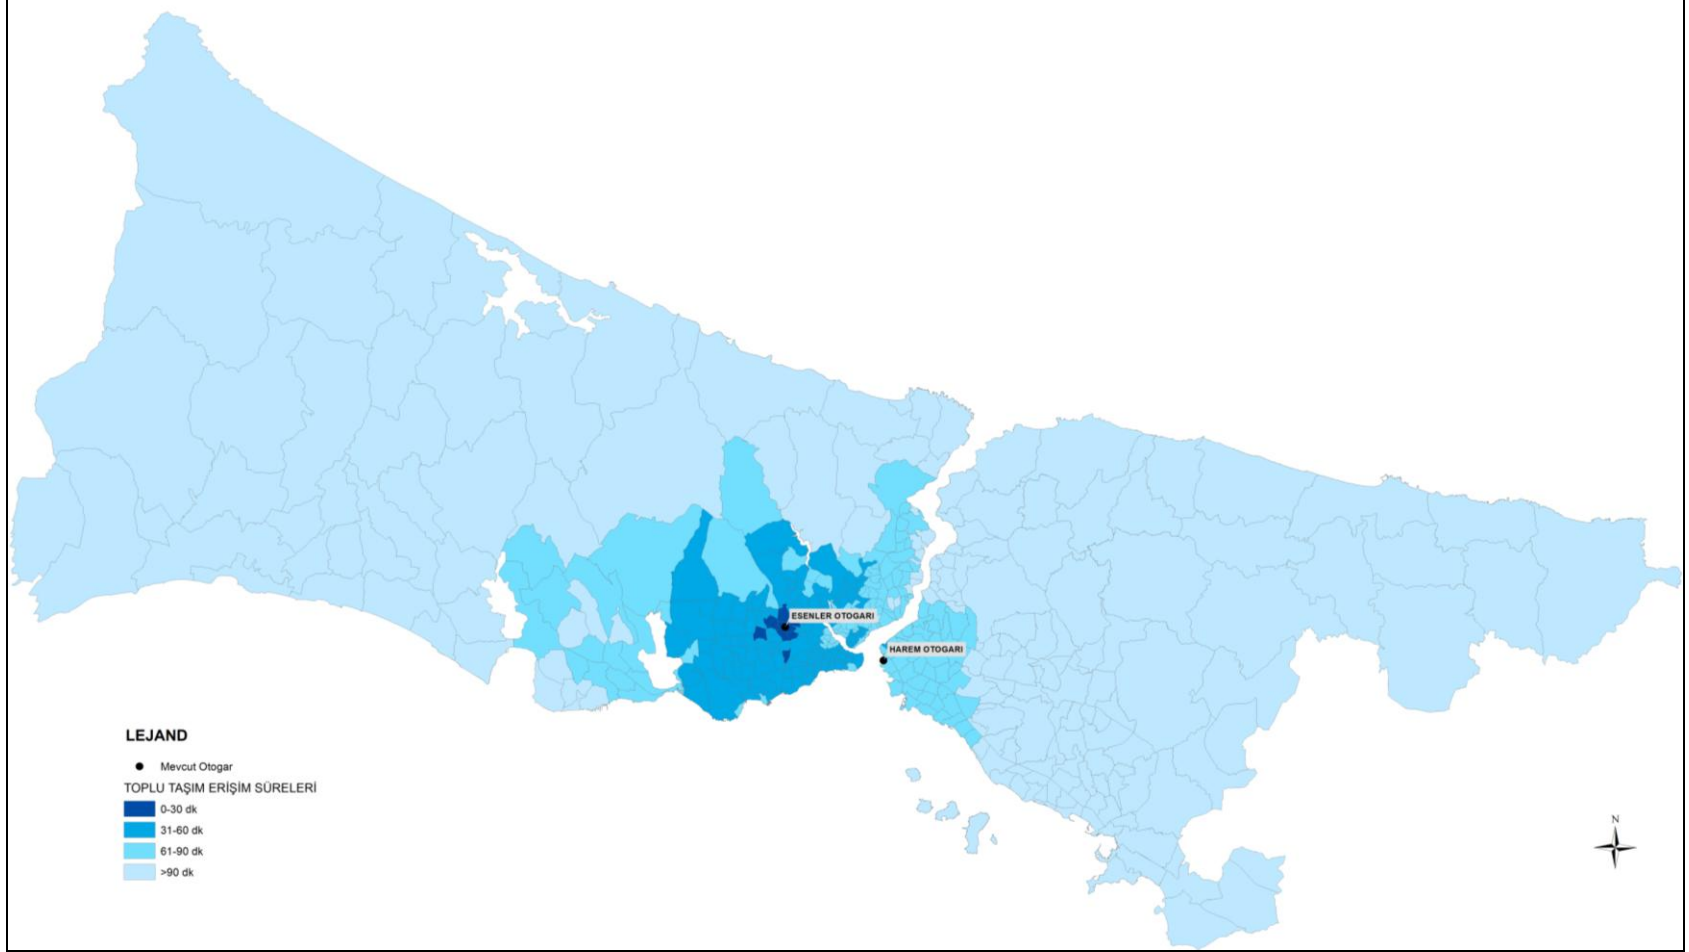 ESENLER OTOGARI
HAREM OTOGARI
LEJAND
Mevcut Otogar
TOPLU TAŞIM ERİŞİM SÜRELERİ
0-30 dk
31-60 dk
61-90 dk
>90 dk
N